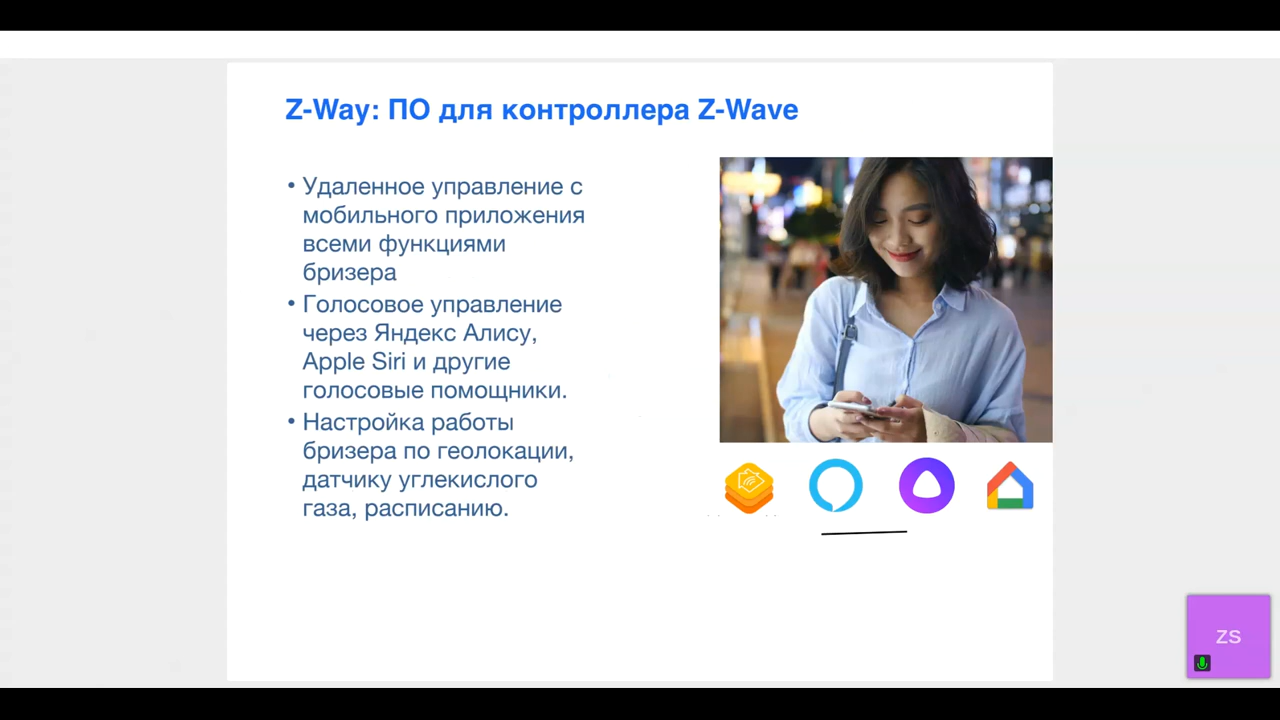 Z-Way: ПО для контроллера Z-Wave
• Удаленное управление с
мобильного приложения
всеми функциями
бризера
• Голосовое управление
через Яндекс Алису,
Apple Siri и другие
голосовые помощники.
• Настройка работы
бризера по геолокации,
датчику углекислого
газа, расписанию.
ZS